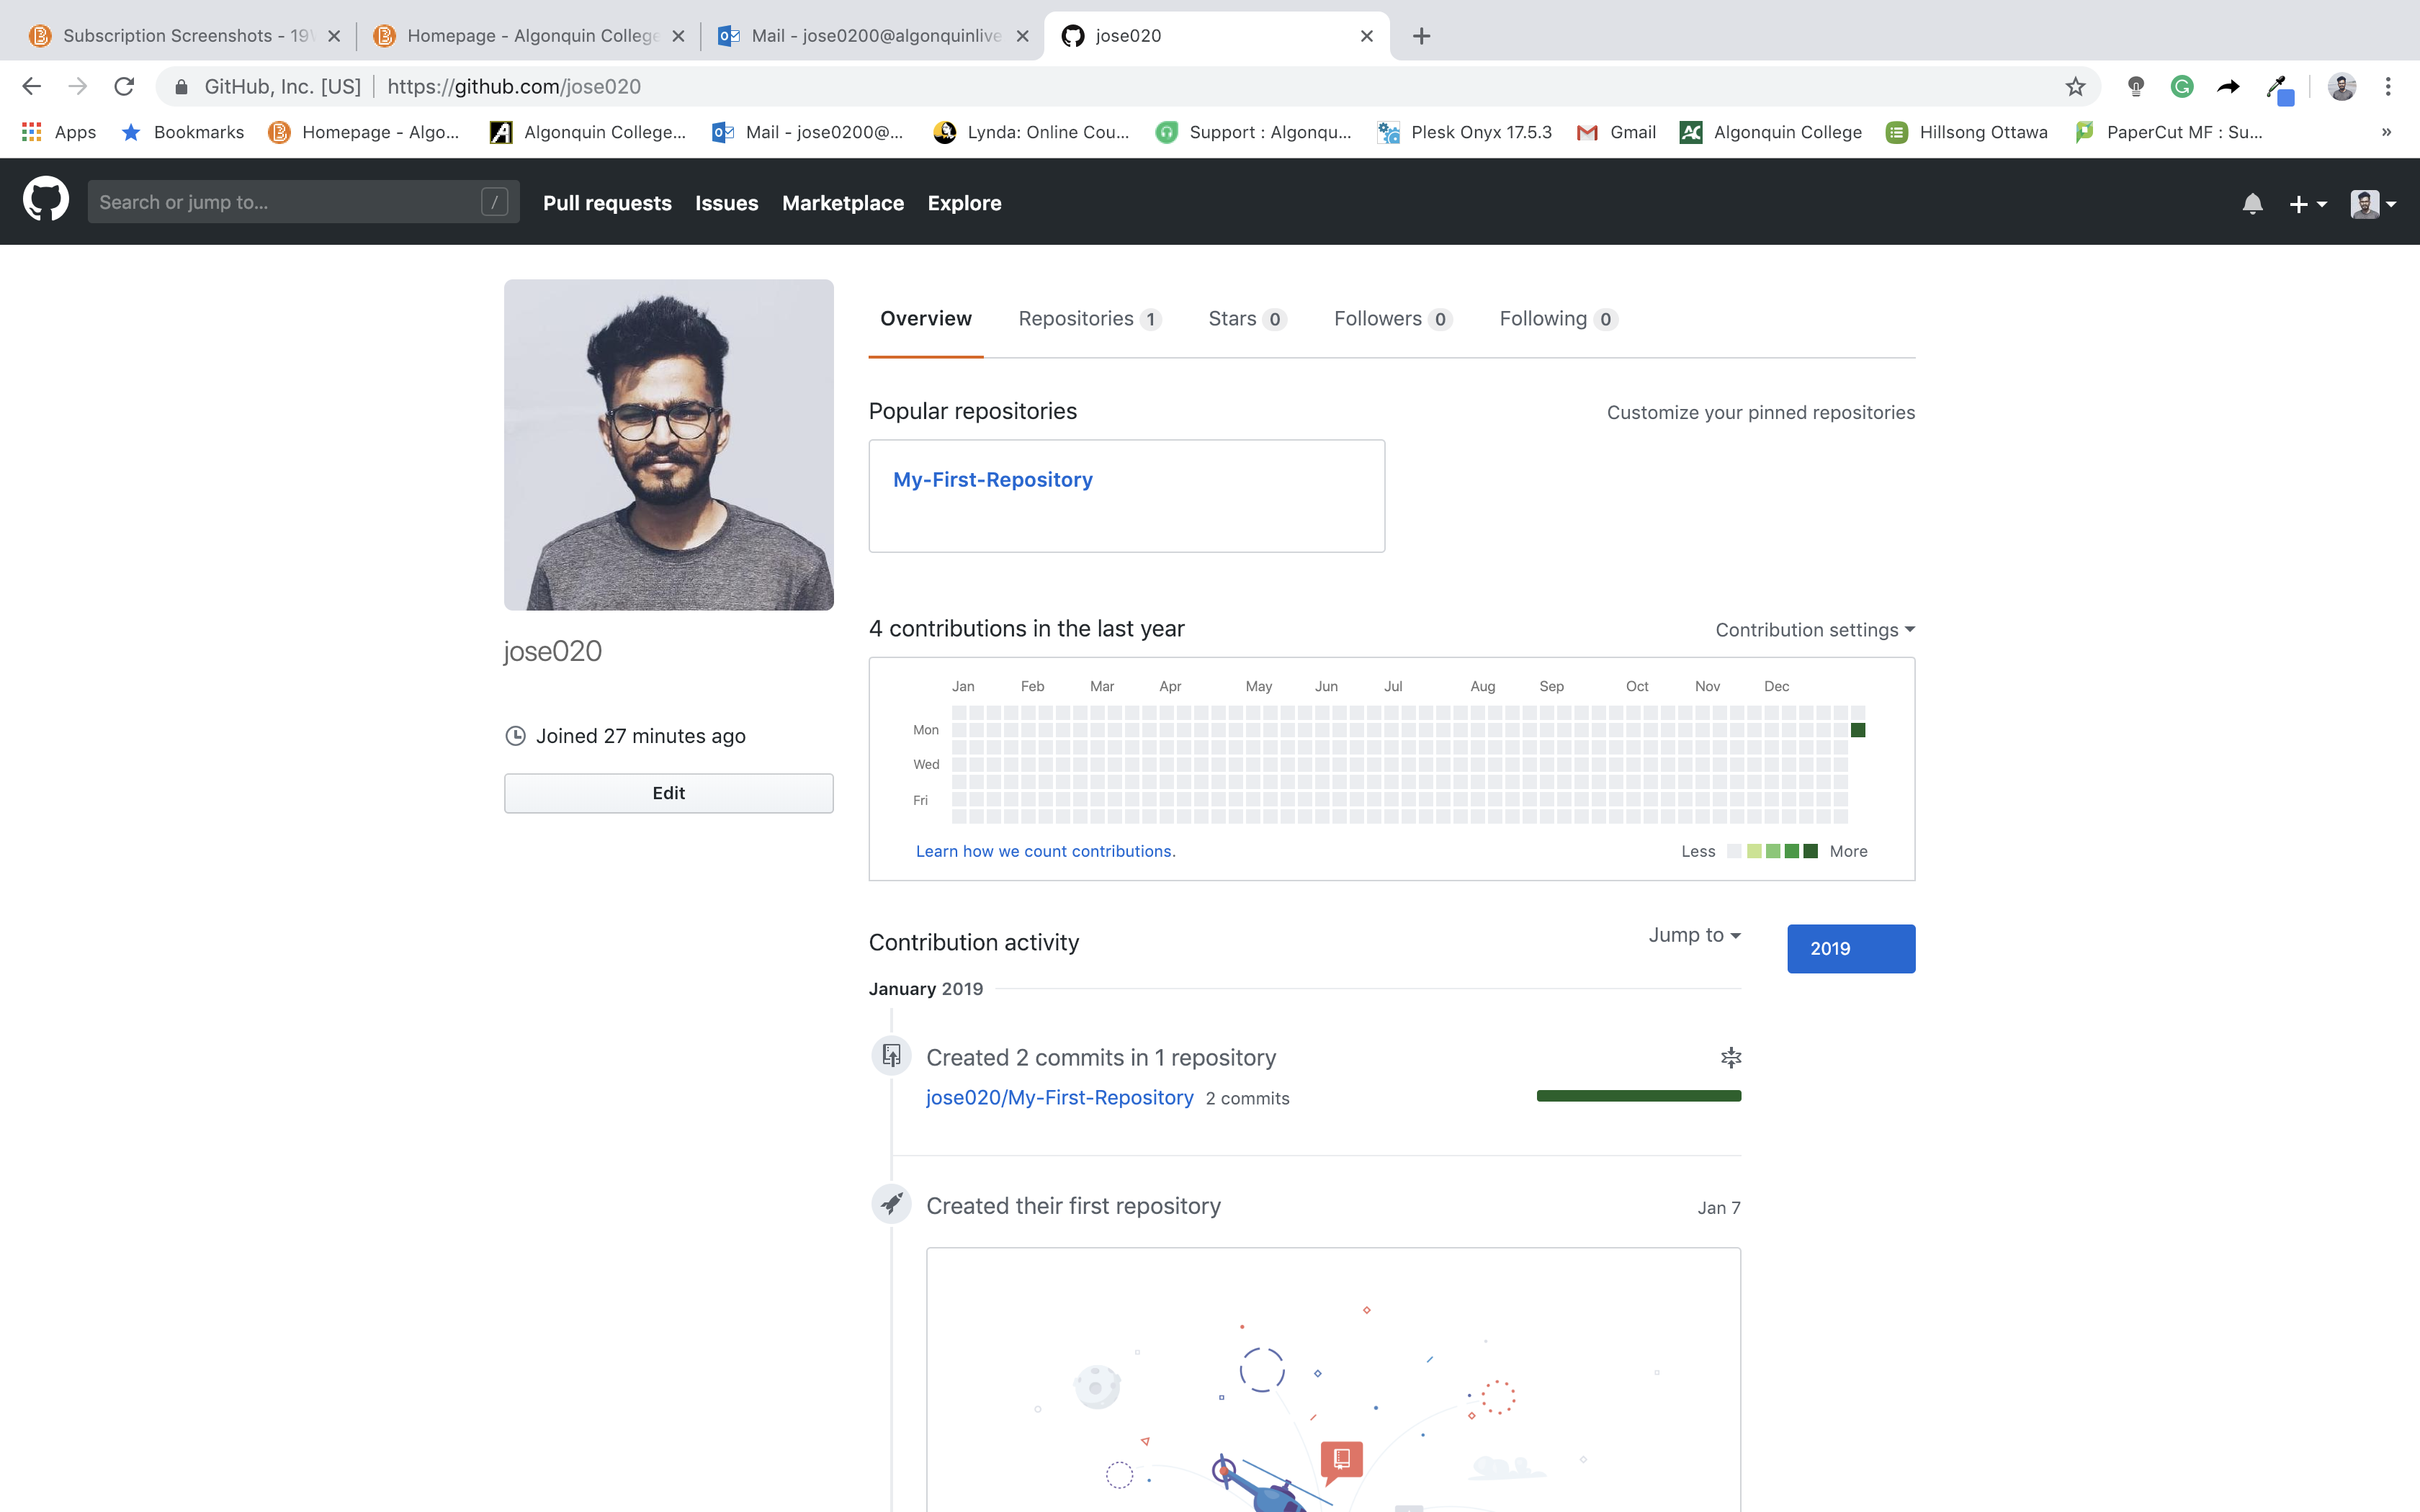 Subscription Screenshots - 19
Homepage - Algonquin College
Mail - jose0200@algonquinlive
jose020
GitHub, Inc. [US] | https://github.com/jose020
Apps Bookmarks Homepage - Algo... Algonquin College... Mail - jose0200@... Lynda: Online Cou... Support : Algonqu... Plesk Onyx 17.5.3 Gmail Algonquin College Hillsong Ottawa PaperCut MF : Su... »
Search or jump to... / Pull requests Issues Marketplace Explore
Overview Repositories 1 Stars 0 Followers 0 Following 0
Popular repositories Customize your pinned repositories
My-First-Repository
jose020
Joined 27 minutes ago
Edit
4 contributions in the last year Contribution settings
Jan Feb Mar Apr May Jun Jul Aug Sep Oct Nov Dec
Mon
Wed
Fri
Learn how we count contributions. Less More
Contribution activity Jump to 2019
January 2019
Created 2 commits in 1 repository
jose020/My-First-Repository 2 commits
Created their first repository Jan 7